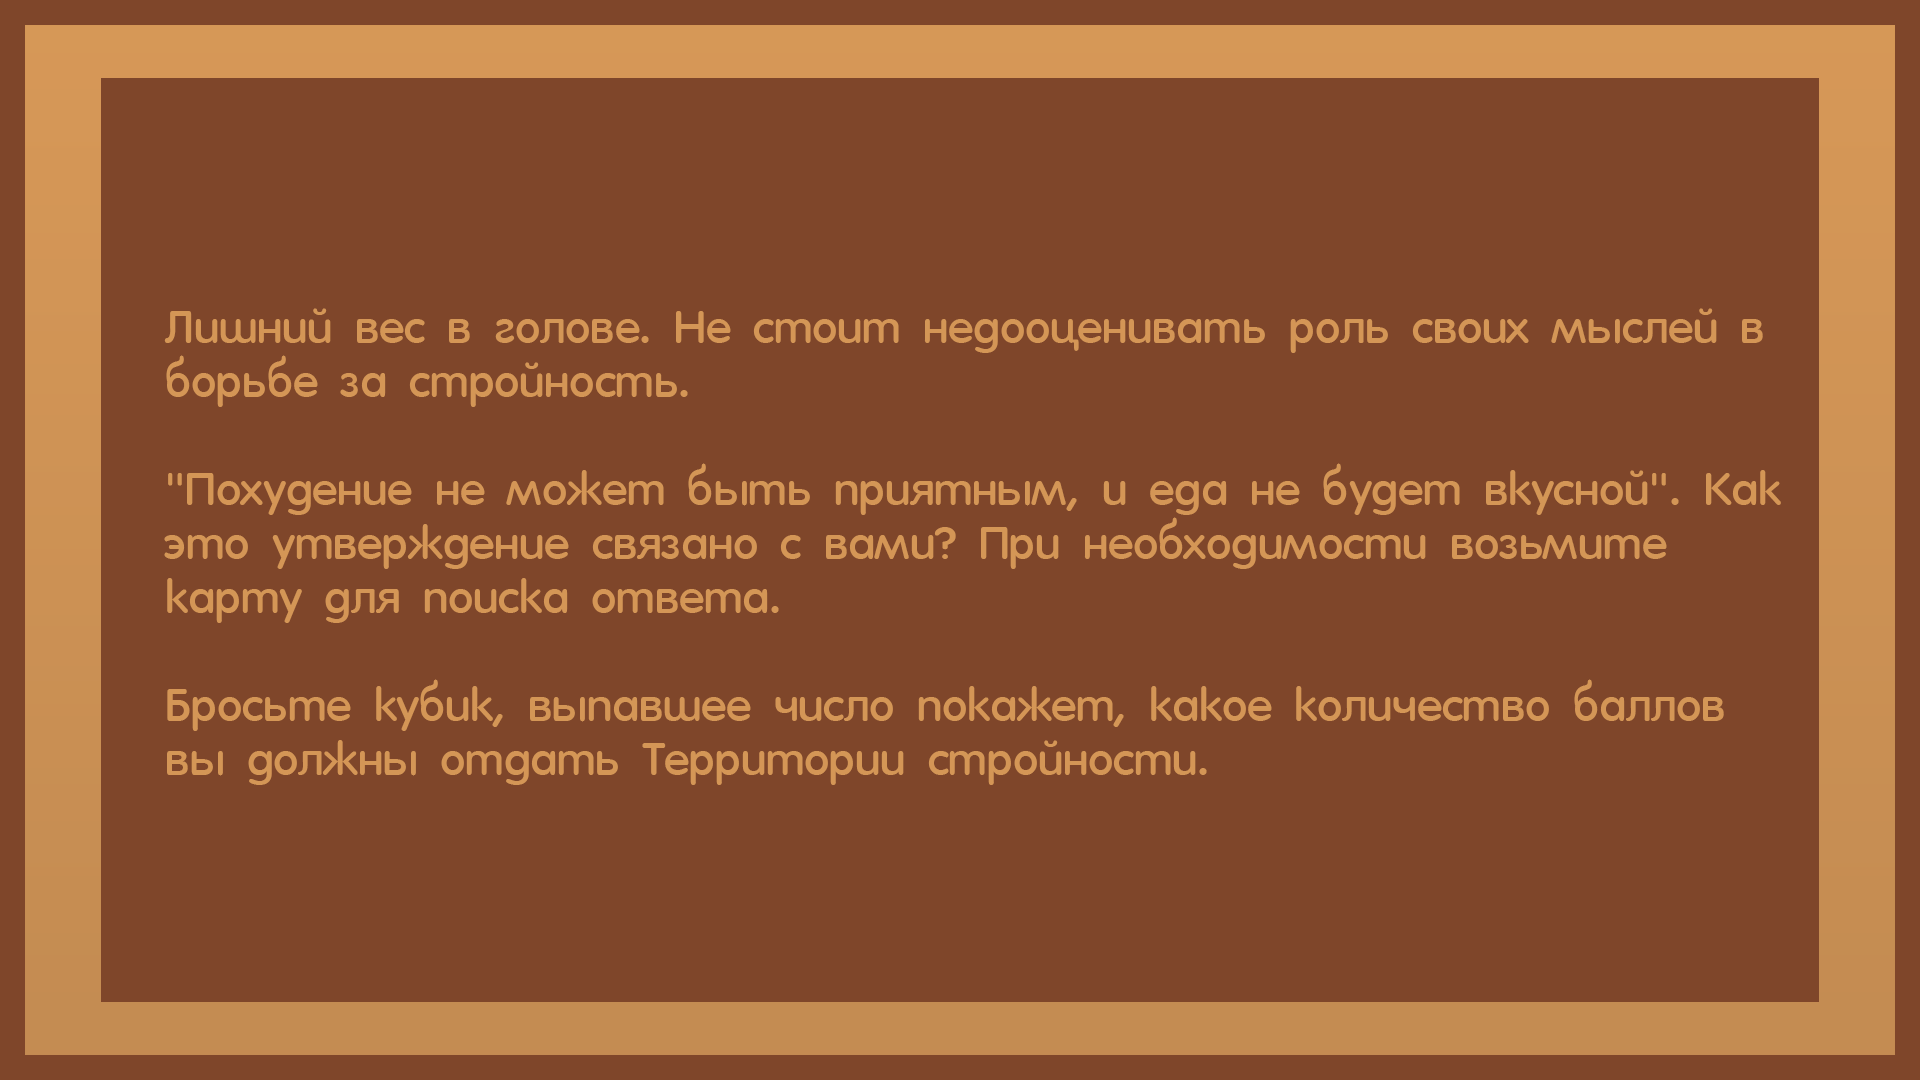 Лишний вес в голове. Не стоит недооценивать роль своих мыслей в
борьбе за стройность.
"Похудение не может быть приятным, и еда не будет вкусной". Как
это утверждение связано с вами? При необходимости возьмите
карту для поиска ответа.
Бросьте кубик, выпавшее число покажет, какое количество баллов
вы должны отдать Территории стройности.